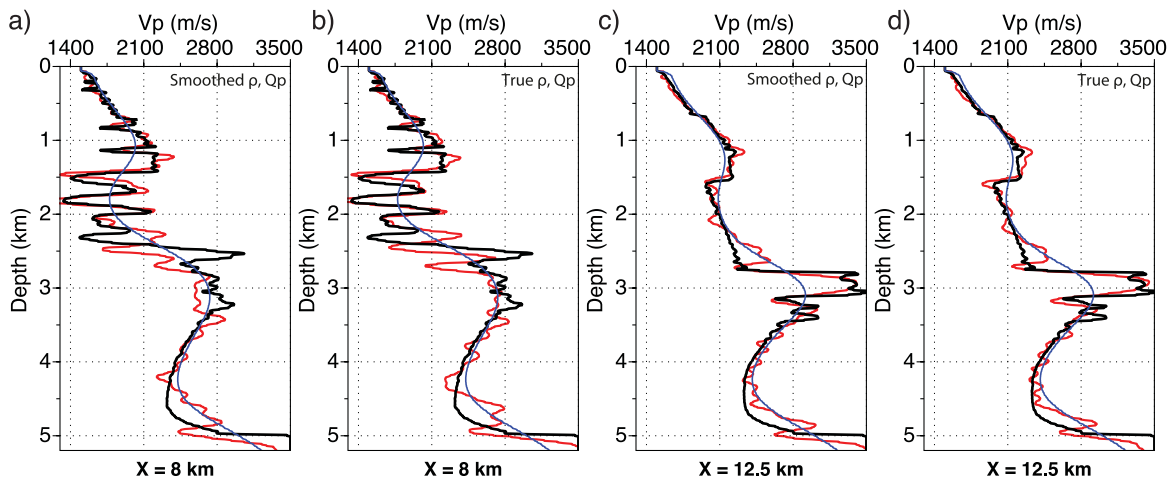 a) b) c) d)
Vp (m/s) Vp (m/s) Vp (m/s) Vp (m/s)
1400 2100 2800 3500 1400 2100 2800 3500 1400 2100 2800 3500 1400 2100 2800 3500
Smoothed ρ, Qp True ρ, Qp Smoothed ρ, Qp True ρ, Qp
0 0 0 0
1 1 1 1
2 2 2 2
Depth (km) Depth (km) Depth (km) Depth (km)
3 3 3 3
4 4 4 4
5 5 5 5
X = 8 km X = 8 km X = 12.5 km X = 12.5 km